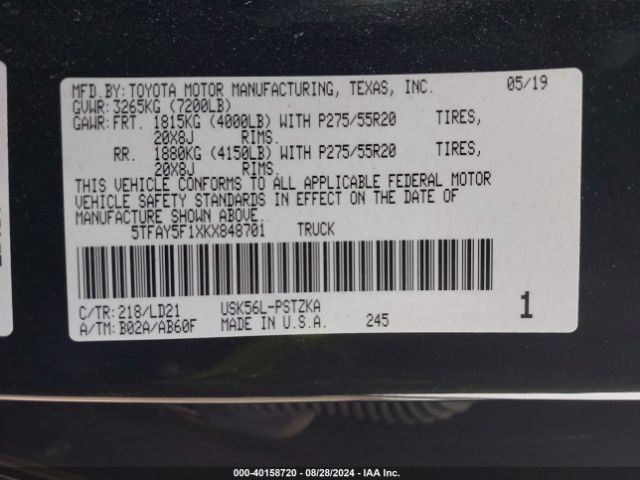 MFD.BY:TOYOTA MOTOR MANUFACTURING, TEXAS, INC. 05/19
GVWR:3265KG (7200LB)
GAWR:FRT. 1815KG (4000LB) WITH P275/55R20 TIRES,
20X8J RIMS.
RR. 1880KG (4150LB) WITH P275/55R20 TIRES,
20X8J RIMS.
THIS VEHICLE CONFORMS TO ALL APPLICABLE FEDERAL MOTOR
VEHICLE SAFETY STANDARDS IN EFFECT ON THE DATE OF
MANUFACTURE SHOWN ABOVE.
5TFAY5F1XKX848701 TRUCK
C/TR:218/LD21 USK56L-PSTZKA
A/TM:B02A/AB60F MADE IN U.S.A. 245 1
000-40158720 - 08/28/2024 - IAA Inc.